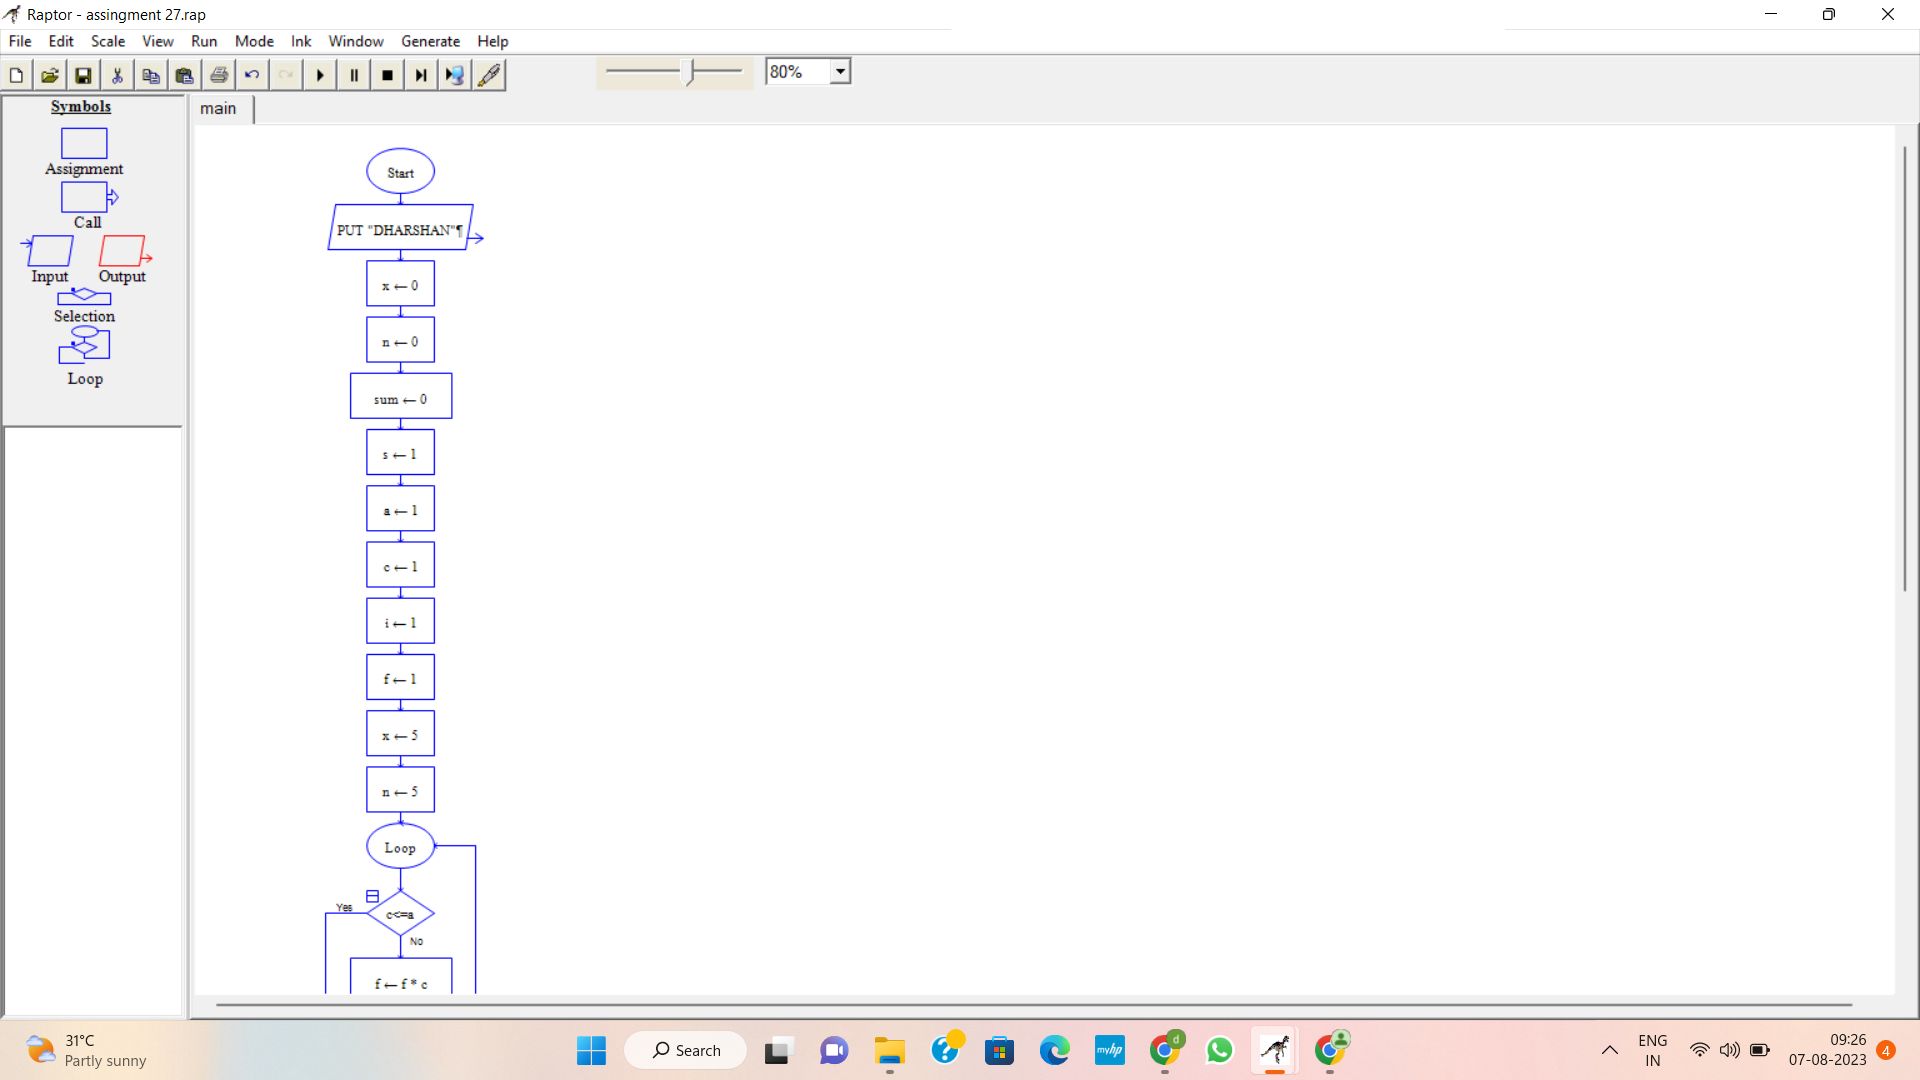 Raptor - assingment 27.rap
File Edit Scale View Run Mode Ink Window Generate Help
80%
Symbols
Assignment
Call
Input Output
Selection
Loop
main
Start
PUT "DHARSHAN"¶
x ← 0
n ← 0
sum ← 0
s ← 1
a ← 1
c ← 1
i ← 1
f ← 1
x ← 5
n ← 5
Loop
Yes
c<=a
No
f ← f * c
31°C
Partly sunny
Search
myhp
d
ENG
IN
09:26
07-08-2023
4